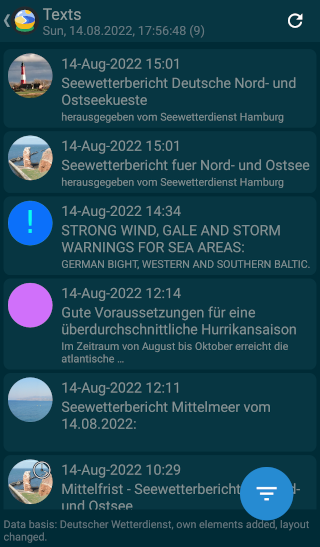 Texts
Sun, 14.08.2022, 17:56:48 (9)
14-Aug-2022 15:01
Seewetterbericht Deutsche Nord- und
Ostseekueste
herausgegeben vom Seewetterdienst Hamburg
14-Aug-2022 15:01
Seewetterbericht fuer Nord- und Ostsee
herausgegeben vom Seewetterdienst Hamburg
!
14-Aug-2022 14:34
STRONG WIND, GALE AND STORM
WARNINGS FOR SEA AREAS:
GERMAN BIGHT, WESTERN AND SOUTHERN BALTIC.
14-Aug-2022 12:14
Gute Voraussetzungen für eine
überdurchschnittliche Hurrikansaison
Im Zeitraum von August bis Oktober erreicht die
atlantische ...
14-Aug-2022 12:11
Seewetterbericht Mittelmeer vom
14.08.2022:
14-Aug-2022 10:29
Mittelfrist - Seewetterbericht nd-
und Ostsee
Data basis: Deutscher Wetterdienst, own elements added, layout
changed.